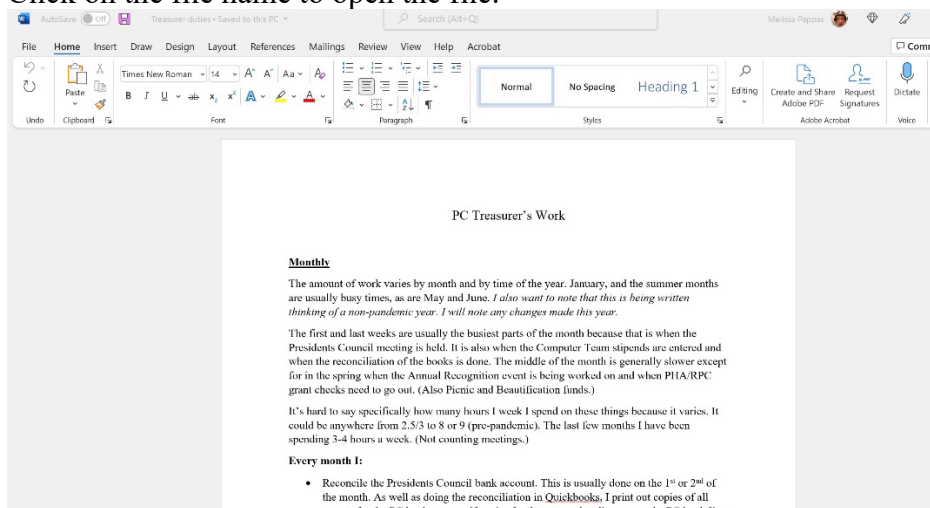 Click on the file name to open the file.
AutoSave Off Treasurer duties • Saved to this PC Search (Alt+Q) Melissa Pappas
File Home Insert Draw Design Layout References Mailings Review View Help Acrobat
Times New Roman 14 Aa
Paste
B I U ab x₂ x² A A
Normal No Spacing Heading 1
Editing
Create and Share Adobe PDF
Request Signatures
Dictate
Undo Clipboard Font Paragraph Styles Adobe Acrobat Voice
PC Treasurer's Work
Monthly
The amount of work varies by month and by time of the year. January, and the summer months
are usually busy times, as are May and June. I also want to note that this is being written
thinking of a non-pandemic year. I will note any changes made this year.
The first and last weeks are usually the busiest parts of the month because that is when the
Presidents Council meeting is held. It is also when the Computer Team stipends are entered and
when the reconciliation of the books is done. The middle of the month is generally slower except
for in the spring when the Annual Recognition event is being worked on and when PHA/RPC
grant checks need to go out. (Also Picnic and Beautification funds.)
It's hard to say specifically how many hours I week I spend on these things because it varies. It
could be anywhere from 2.5/3 to 8 or 9 (pre-pandemic). The last few months I have been
spending 3-4 hours a week. (Not counting meetings.)
Every month I:
• Reconcile the Presidents Council bank account. This is usually done on the 1st or 2nd of
the month. As well as doing the reconciliation in Quickbooks, I print out copies of all